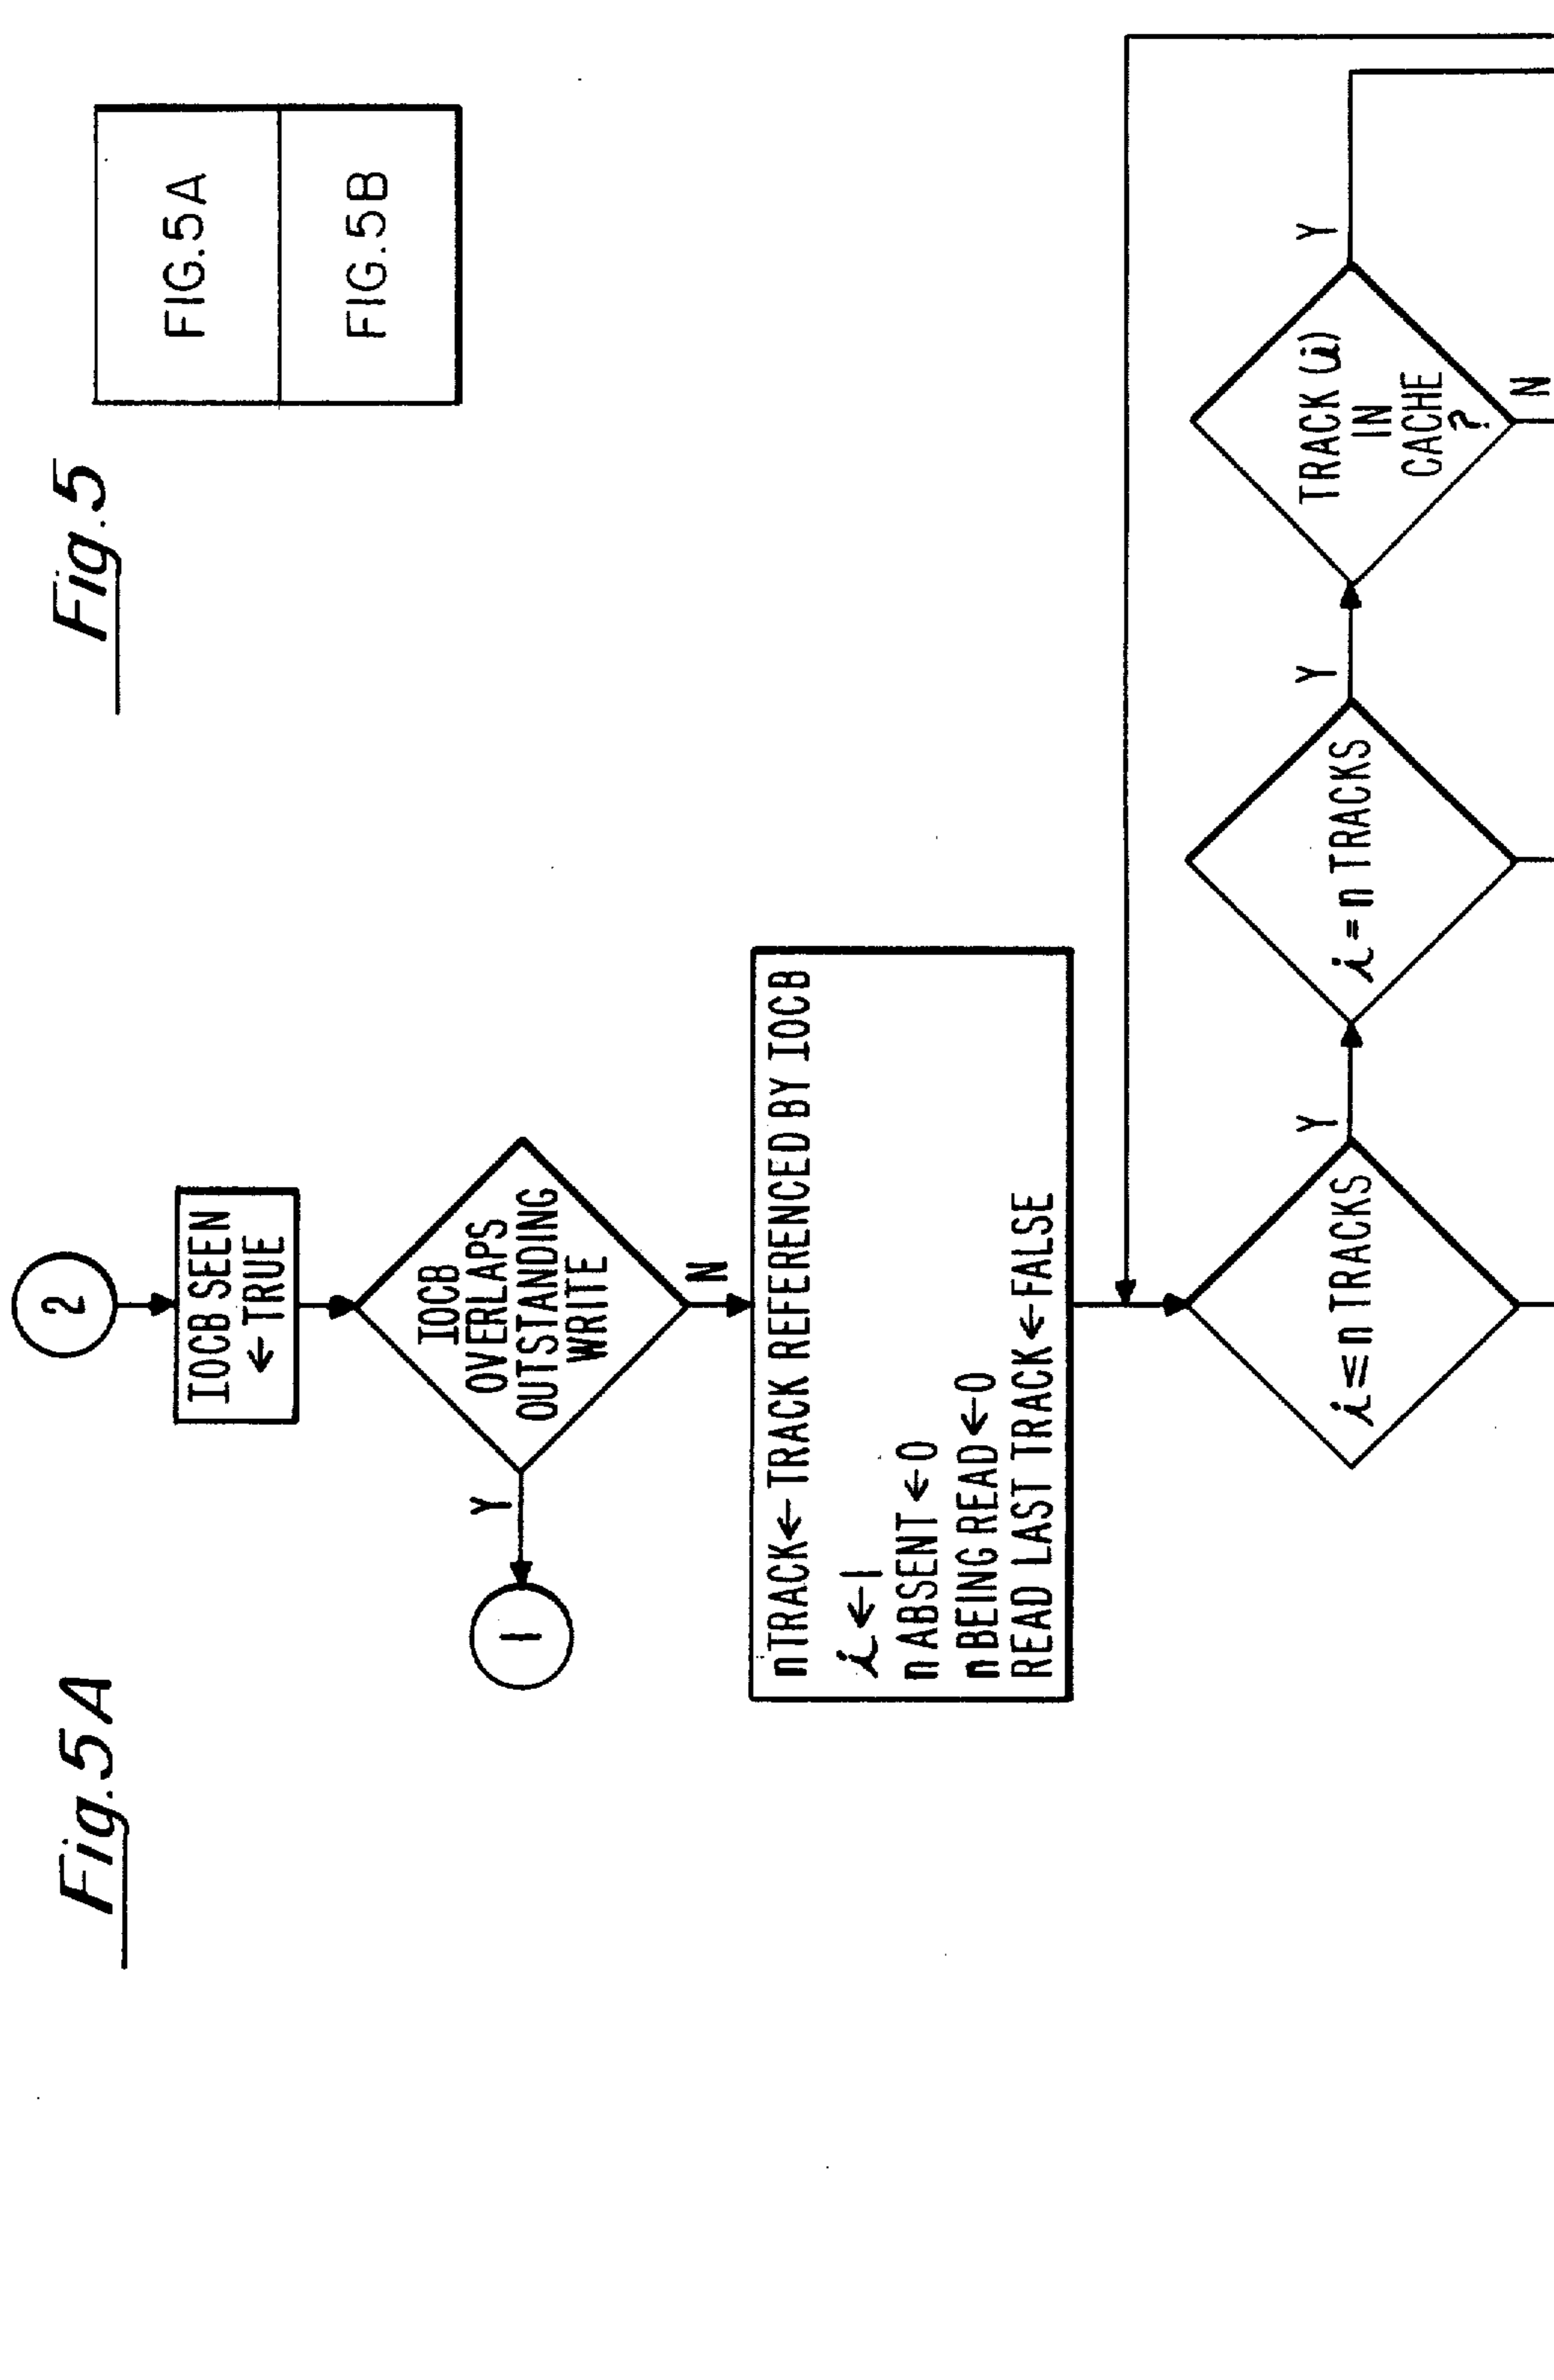 Fig.5A
Fig.5
FIG.5A
FIG.5B
2
IOCB SEEN
← TRUE
IOCB
OVERLAPS
OUTSTANDING
WRITE
Y
1
N
n TRACK ← TRACK REFERENCED BY IOCB
i ← 1
n ABSENT ← 0
n BEING READ ← 0
READ LAST TRACK ← FALSE
i ≤ n TRACKS
Y
i = n TRACKS
Y
TRACK (i)
IN
CACHE
?
Y
N